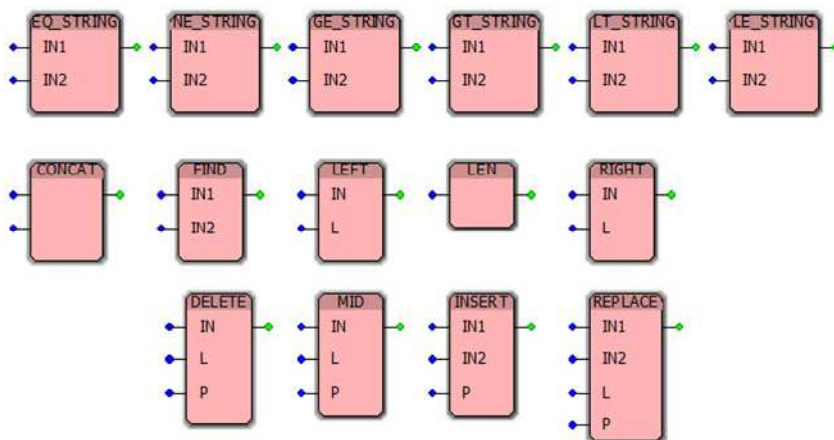 EQ_STRING NE_STRING GE_STRING GT_STRING LT_STRING LE_STRING
IN1 IN1 IN1 IN1 IN1 IN1
IN2 IN2 IN2 IN2 IN2 IN2
CONCAT FIND LEFT LEN RIGHT
IN1 IN IN
IN2 L L
DELETE MID INSERT REPLACE
IN IN IN1 IN1
L L IN2 IN2
P P P L
P